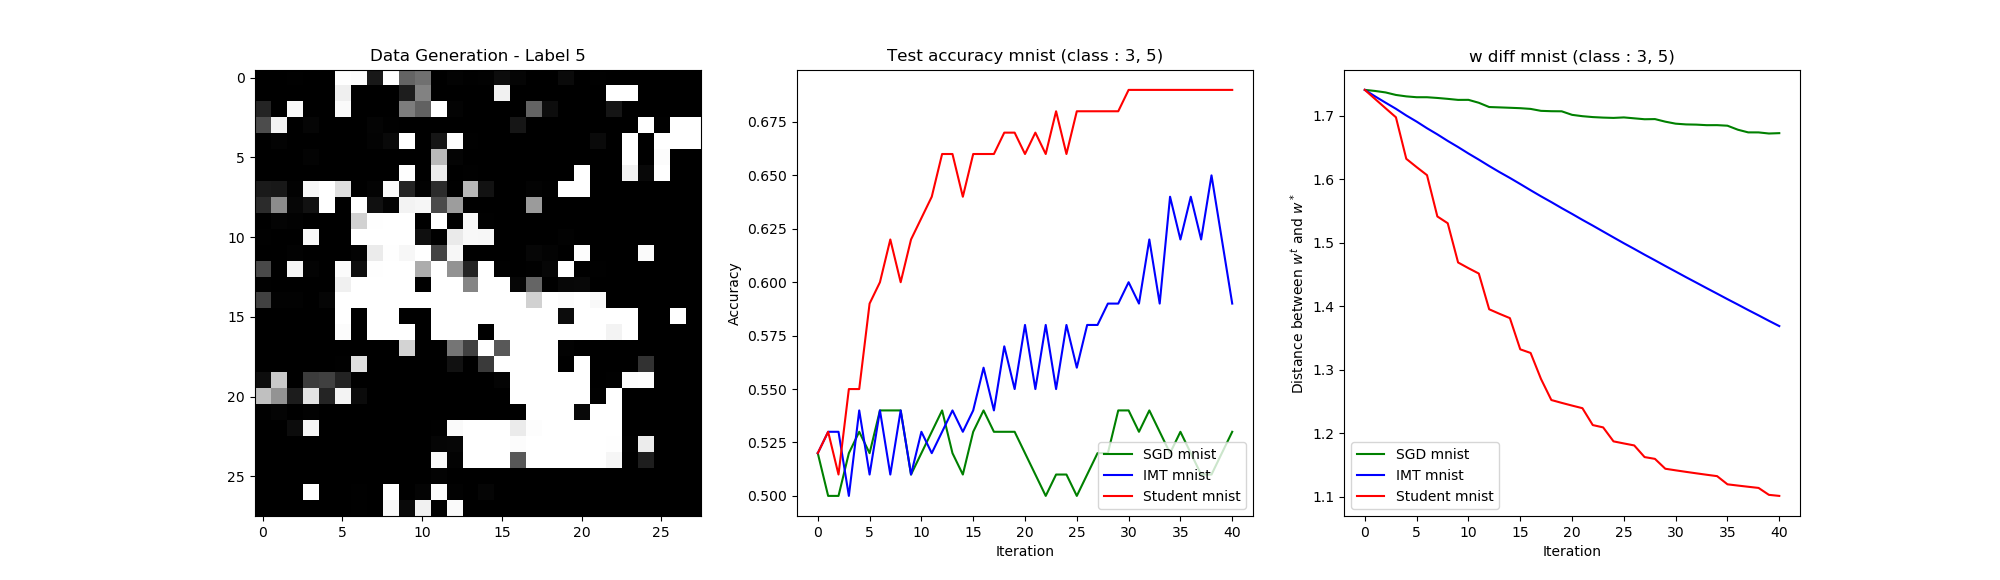 Data Generation - Label 5
0
5
10
15
20
25
0 5 10 15 20 25
Test accuracy mnist (class : 3, 5)
Accuracy
0.675
0.650
0.625
0.600
0.575
0.550
0.525
0.500
SGD mnist
IMT mnist
Student mnist
0 5 10 15 20 25 30 35 40
Iteration
w diff mnist (class : 3, 5)
Distance between w^t and w^*
1.7
1.6
1.5
1.4
1.3
1.2
1.1
SGD mnist
IMT mnist
Student mnist
0 5 10 15 20 25 30 35 40
Iteration